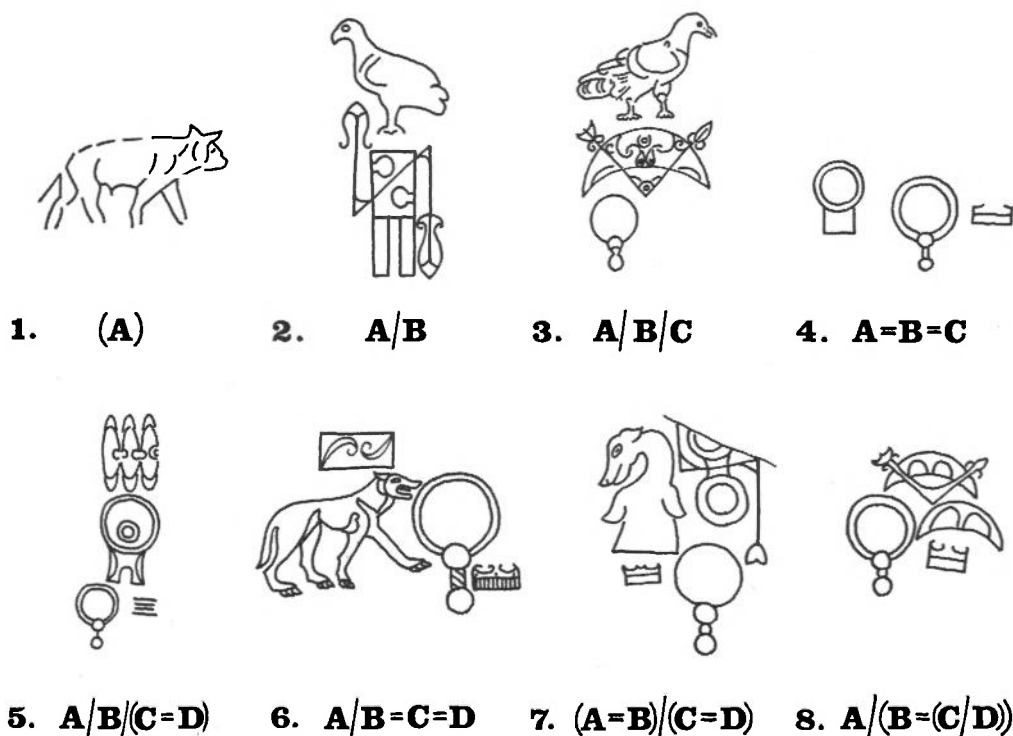 1. (A) 2. A/B 3. A/B/C 4. A=B=C
5. A/B/(C=D) 6. A/B=C=D 7. (A=B)/(C=D) 8. A/(B=(C/D))